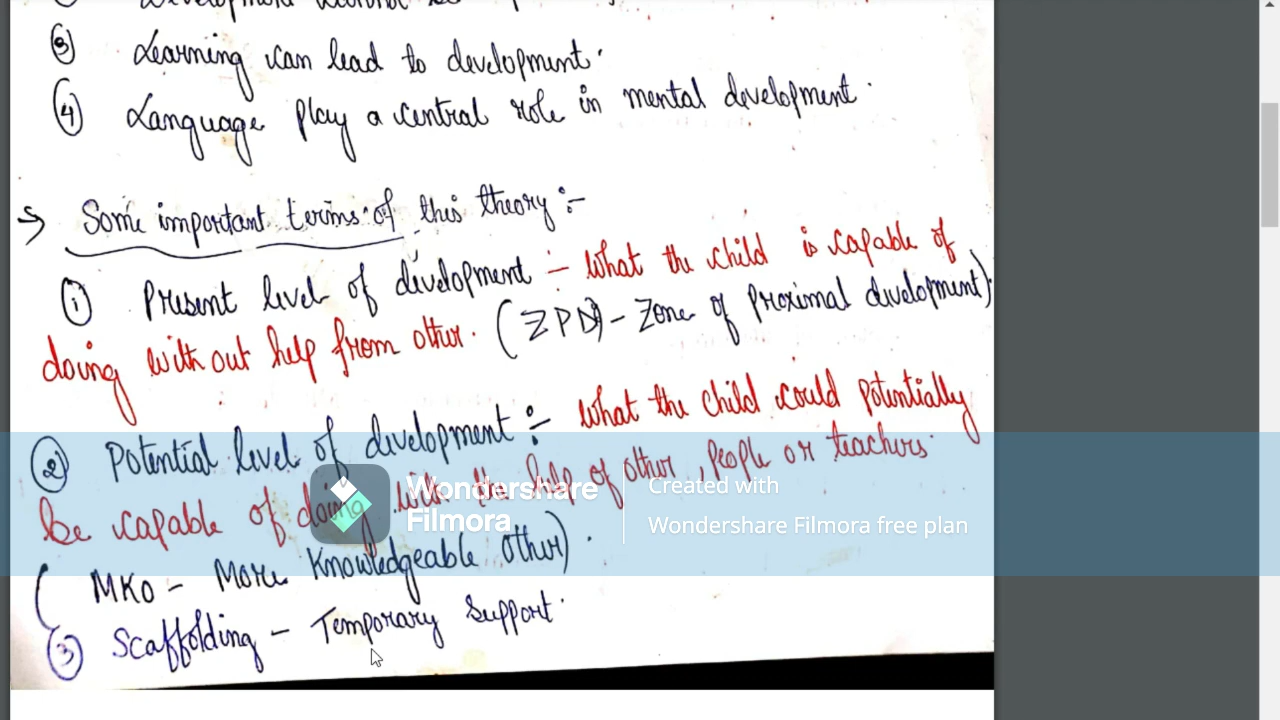 ③ Learning can lead to development.
④ Language play a central role in mental development.
→ Some important terms of this theory :-
① Present level of development :- what the child is capable of
doing with out help from other. (ZPD) - Zone of proximal development)
② Potential level of development :- what the child could potentially
be capable of doing with the help of other, people or teachers.
(MKO - More Knowledgeable other).
③ Scaffolding - Temporary support.
Wondershare
Filmora
Created with
Wondershare Filmora free plan